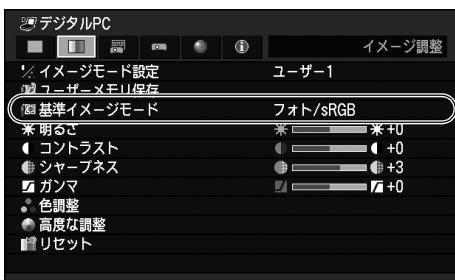 デジタルPC
イメージ調整
イメージモード設定 ユーザー1
ユーザーメモリ保存
基準イメージモード フォト/sRGB
明るさ +0
コントラスト +0
シャープネス +3
ガンマ +0
色調整
高度な調整
リセット